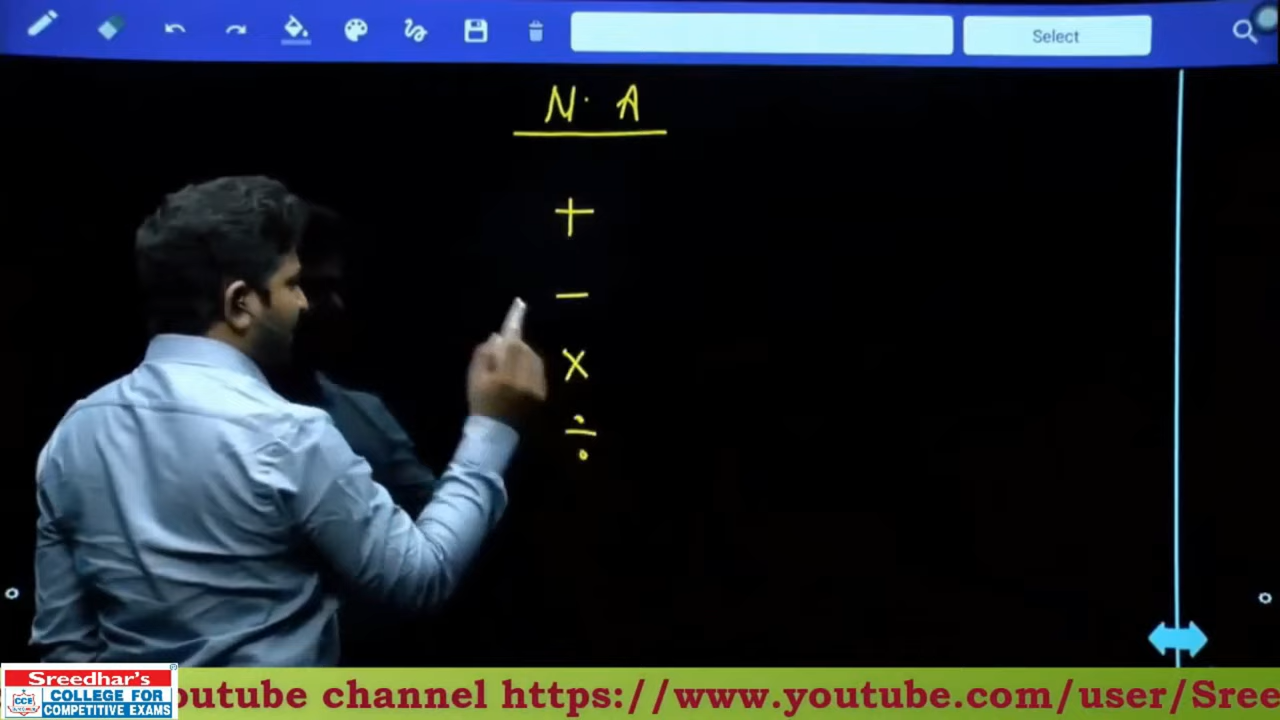 Select
N. A
+
-
×
÷
Sreedhar's
CCE
COLLEGE FOR
COMPETITIVE EXAMS
outube channel https://www.youtube.com/user/Sree